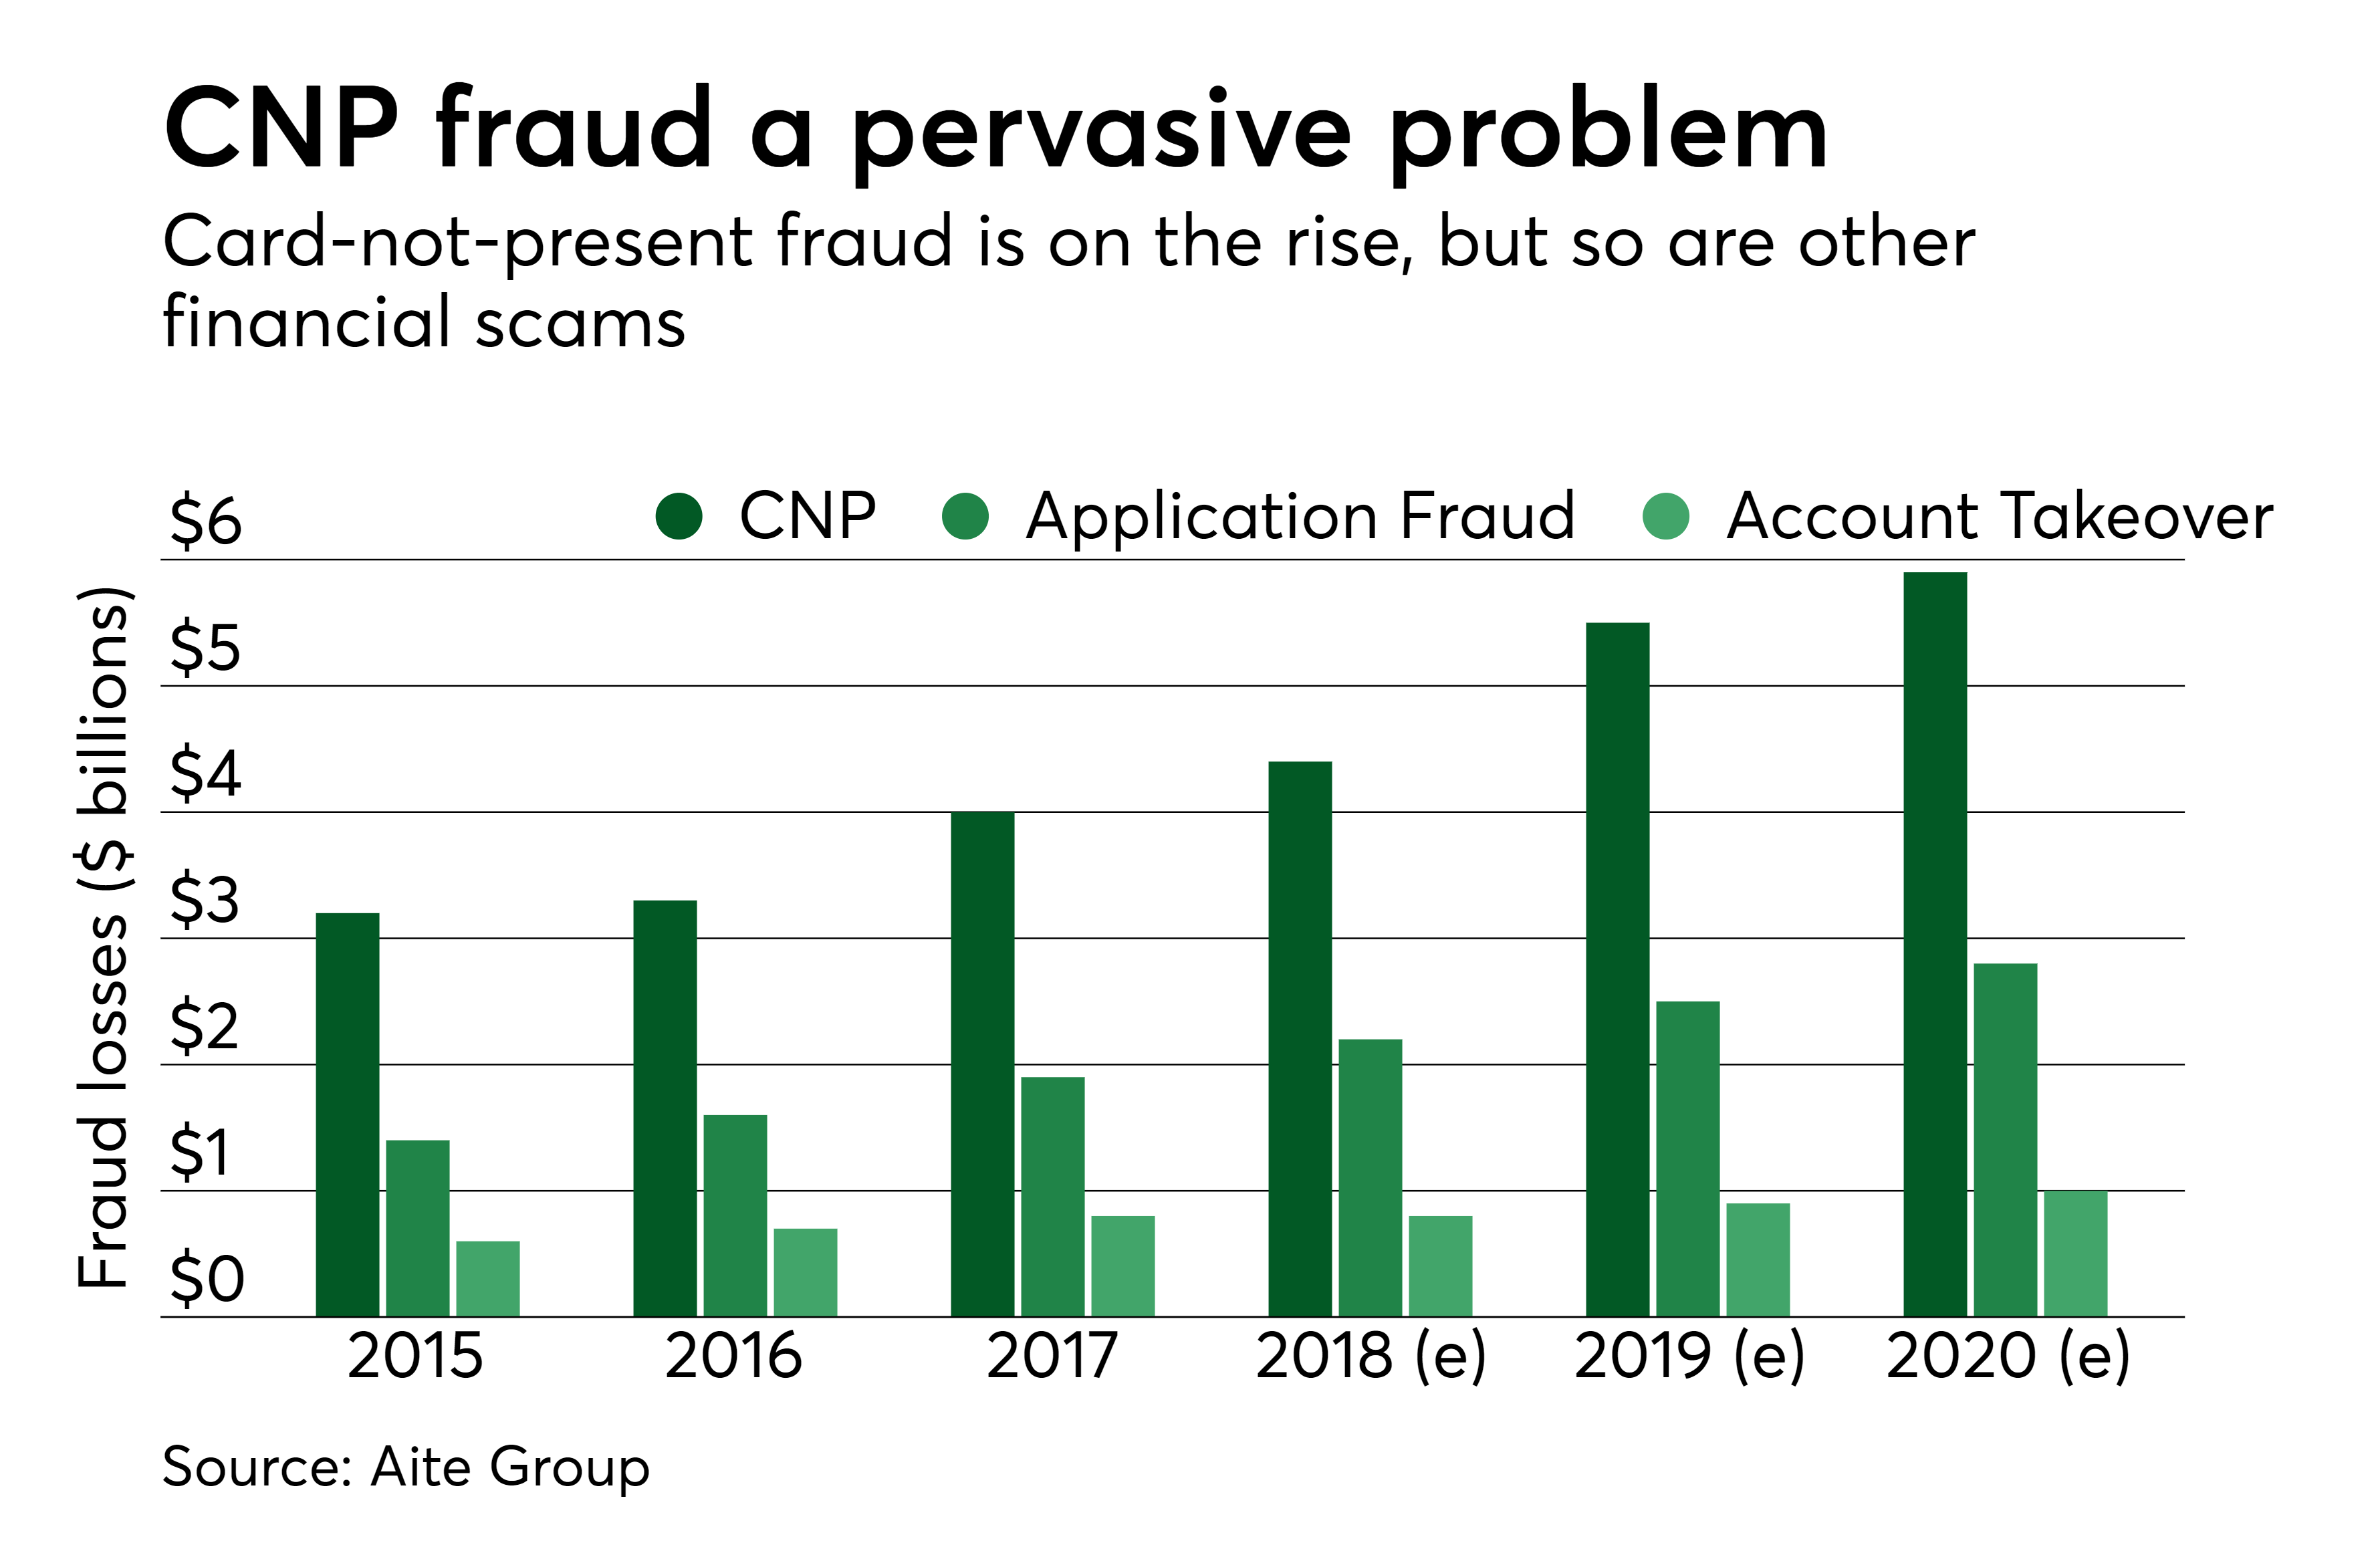 CNP fraud a pervasive problem
Card-not-present fraud is on the rise, but so are other
financial scams
CNP Application Fraud Account Takeover
Fraud losses ($ billions)
$6
$5
$4
$3
$2
$1
$0
2015 2016 2017 2018 (e) 2019 (e) 2020 (e)
Source: Aite Group